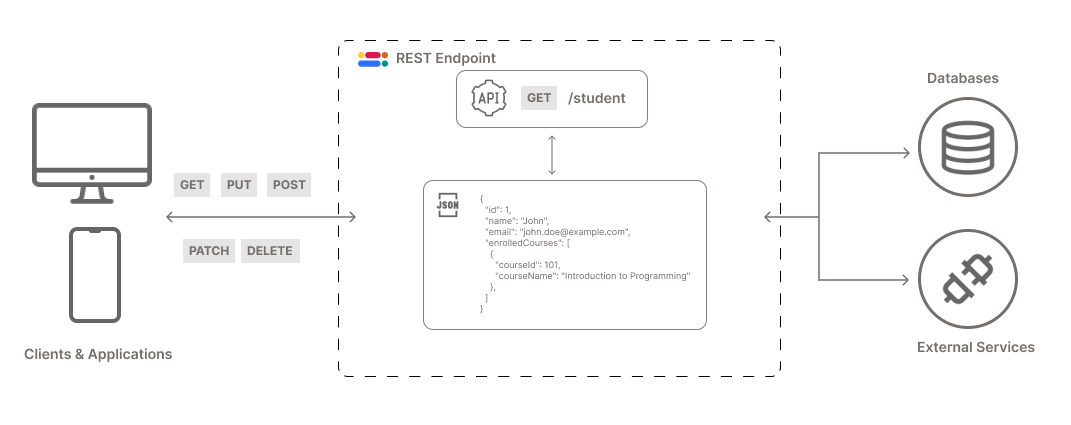 REST Endpoint
API GET /student
Databases
GET PUT POST
PATCH DELETE
Clients & Applications
JSON
{
"id": 1,
"name": "John",
"email": "john.doe@example.com",
"enrolledCourses": [
{
"courseId": 101,
"courseName": "Introduction to Programming"
},
]
}
External Services